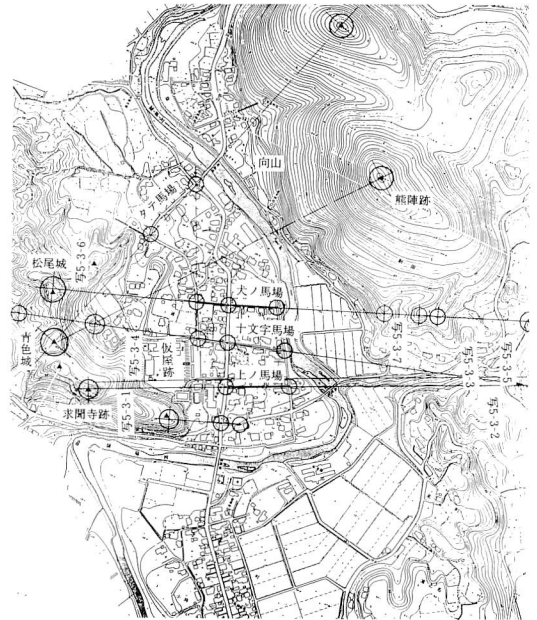 向山
熊陣跡
馬場
松尾城
写5-3-6
犬ノ馬場
十文字馬場
上ノ馬場
仮屋跡
写5-3-4
写5-3-1
求聞寺跡
写5-3-7
写5-3-3
写5-3-5
写5-3-2
色城